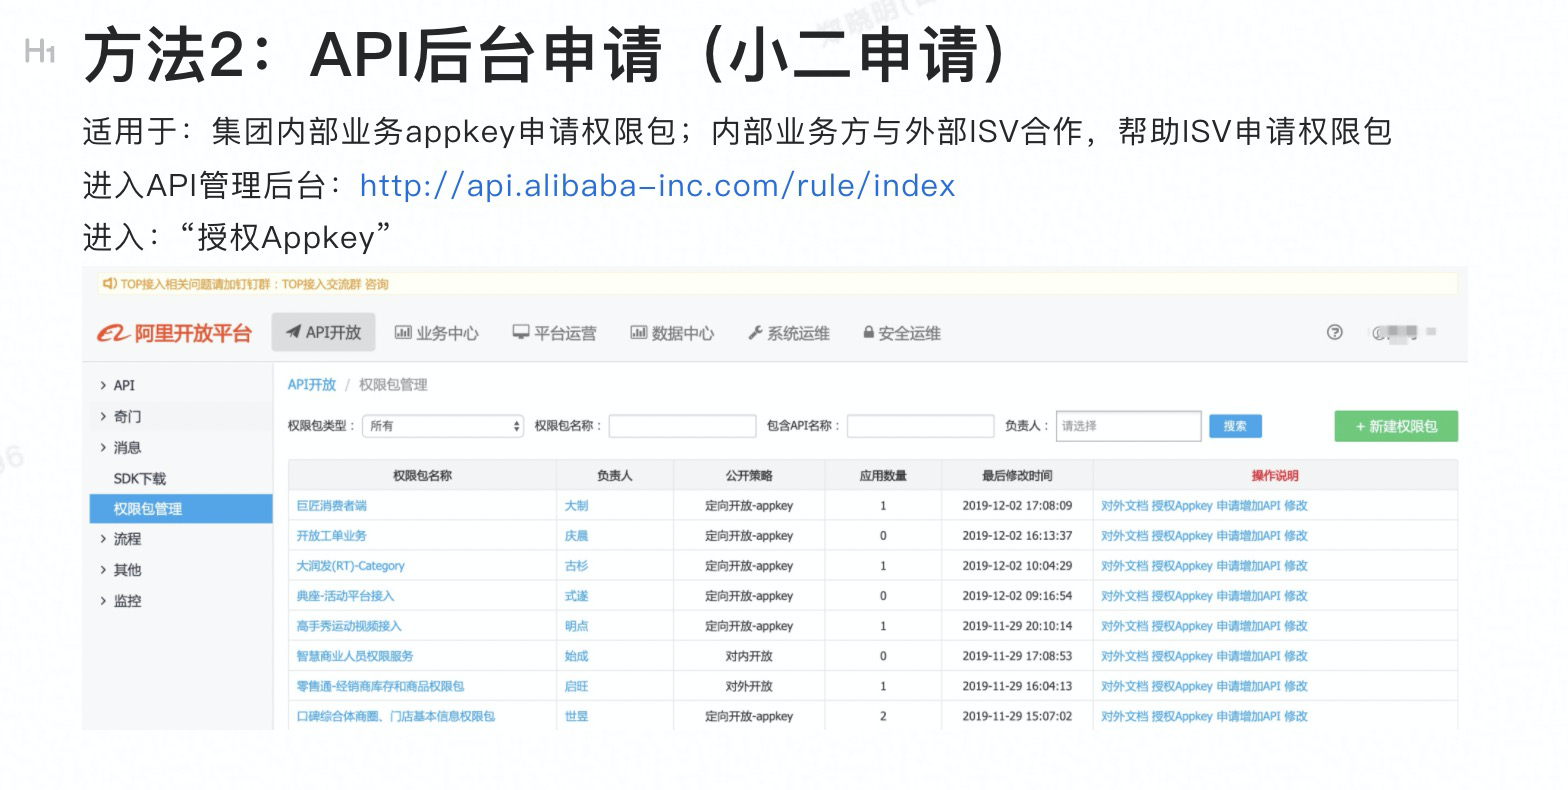 H1
方法2：API后台申请（小二申请）
适用于：集团内部业务appkey申请权限包；内部业务方与外部ISV合作，帮助ISV申请权限包
进入API管理后台：http://api.alibaba-inc.com/rule/index
进入：“授权Appkey”
TOP接入相关问题请加钉钉群：TOP接入交流群 咨询
阿里开放平台 API开放 业务中心 平台运营 数据中心 系统运维 安全运维
API
奇门
消息
SDK下载
权限包管理
流程
其他
监控
API开放 / 权限包管理
权限包类型： 所有 权限包名称： 包含API名称： 负责人： 请选择 搜索 + 新建权限包
权限包名称 负责人 公开策略 应用数量 最后修改时间 操作说明
巨匠消费者端 大制 定向开放-appkey 1 2019-12-02 17:08:09 对外文档 授权Appkey 申请增加API 修改
开放工单业务 庆晨 定向开放-appkey 0 2019-12-02 16:13:37 对外文档 授权Appkey 申请增加API 修改
大润发(RT)-Category 古杉 定向开放-appkey 1 2019-12-02 10:04:29 对外文档 授权Appkey 申请增加API 修改
典座-活动平台接入 式遂 定向开放-appkey 0 2019-12-02 09:16:54 对外文档 授权Appkey 申请增加API 修改
高手秀运动视频接入 明点 定向开放-appkey 1 2019-11-29 20:10:14 对外文档 授权Appkey 申请增加API 修改
智慧商业人员权限服务 始成 对内开放 0 2019-11-29 17:08:53 对外文档 授权Appkey 申请增加API 修改
零售通-经销商库存和商品权限包 启旺 对外开放 1 2019-11-29 16:04:13 对外文档 授权Appkey 申请增加API 修改
口碑综合体商圈、门店基本信息权限包 世昱 定向开放-appkey 2 2019-11-29 15:07:02 对外文档 授权Appkey 申请增加API 修改